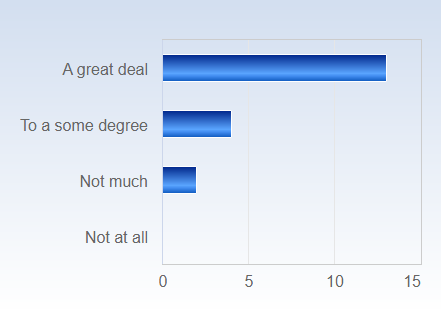 A great deal
To a some degree
Not much
Not at all
0 5 10 15